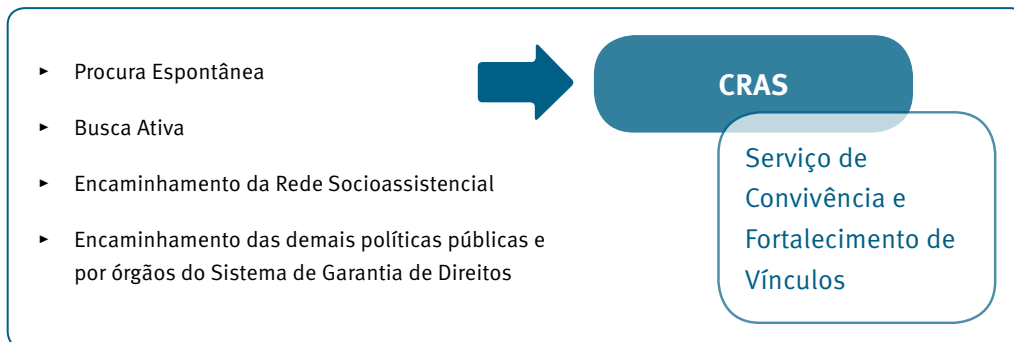 ► Procura Espontânea
► Busca Ativa
► Encaminhamento da Rede Socioassistencial
► Encaminhamento das demais políticas públicas e
por órgãos do Sistema de Garantia de Direitos
CRAS
Serviço de
Convivência e
Fortalecimento de
Vínculos